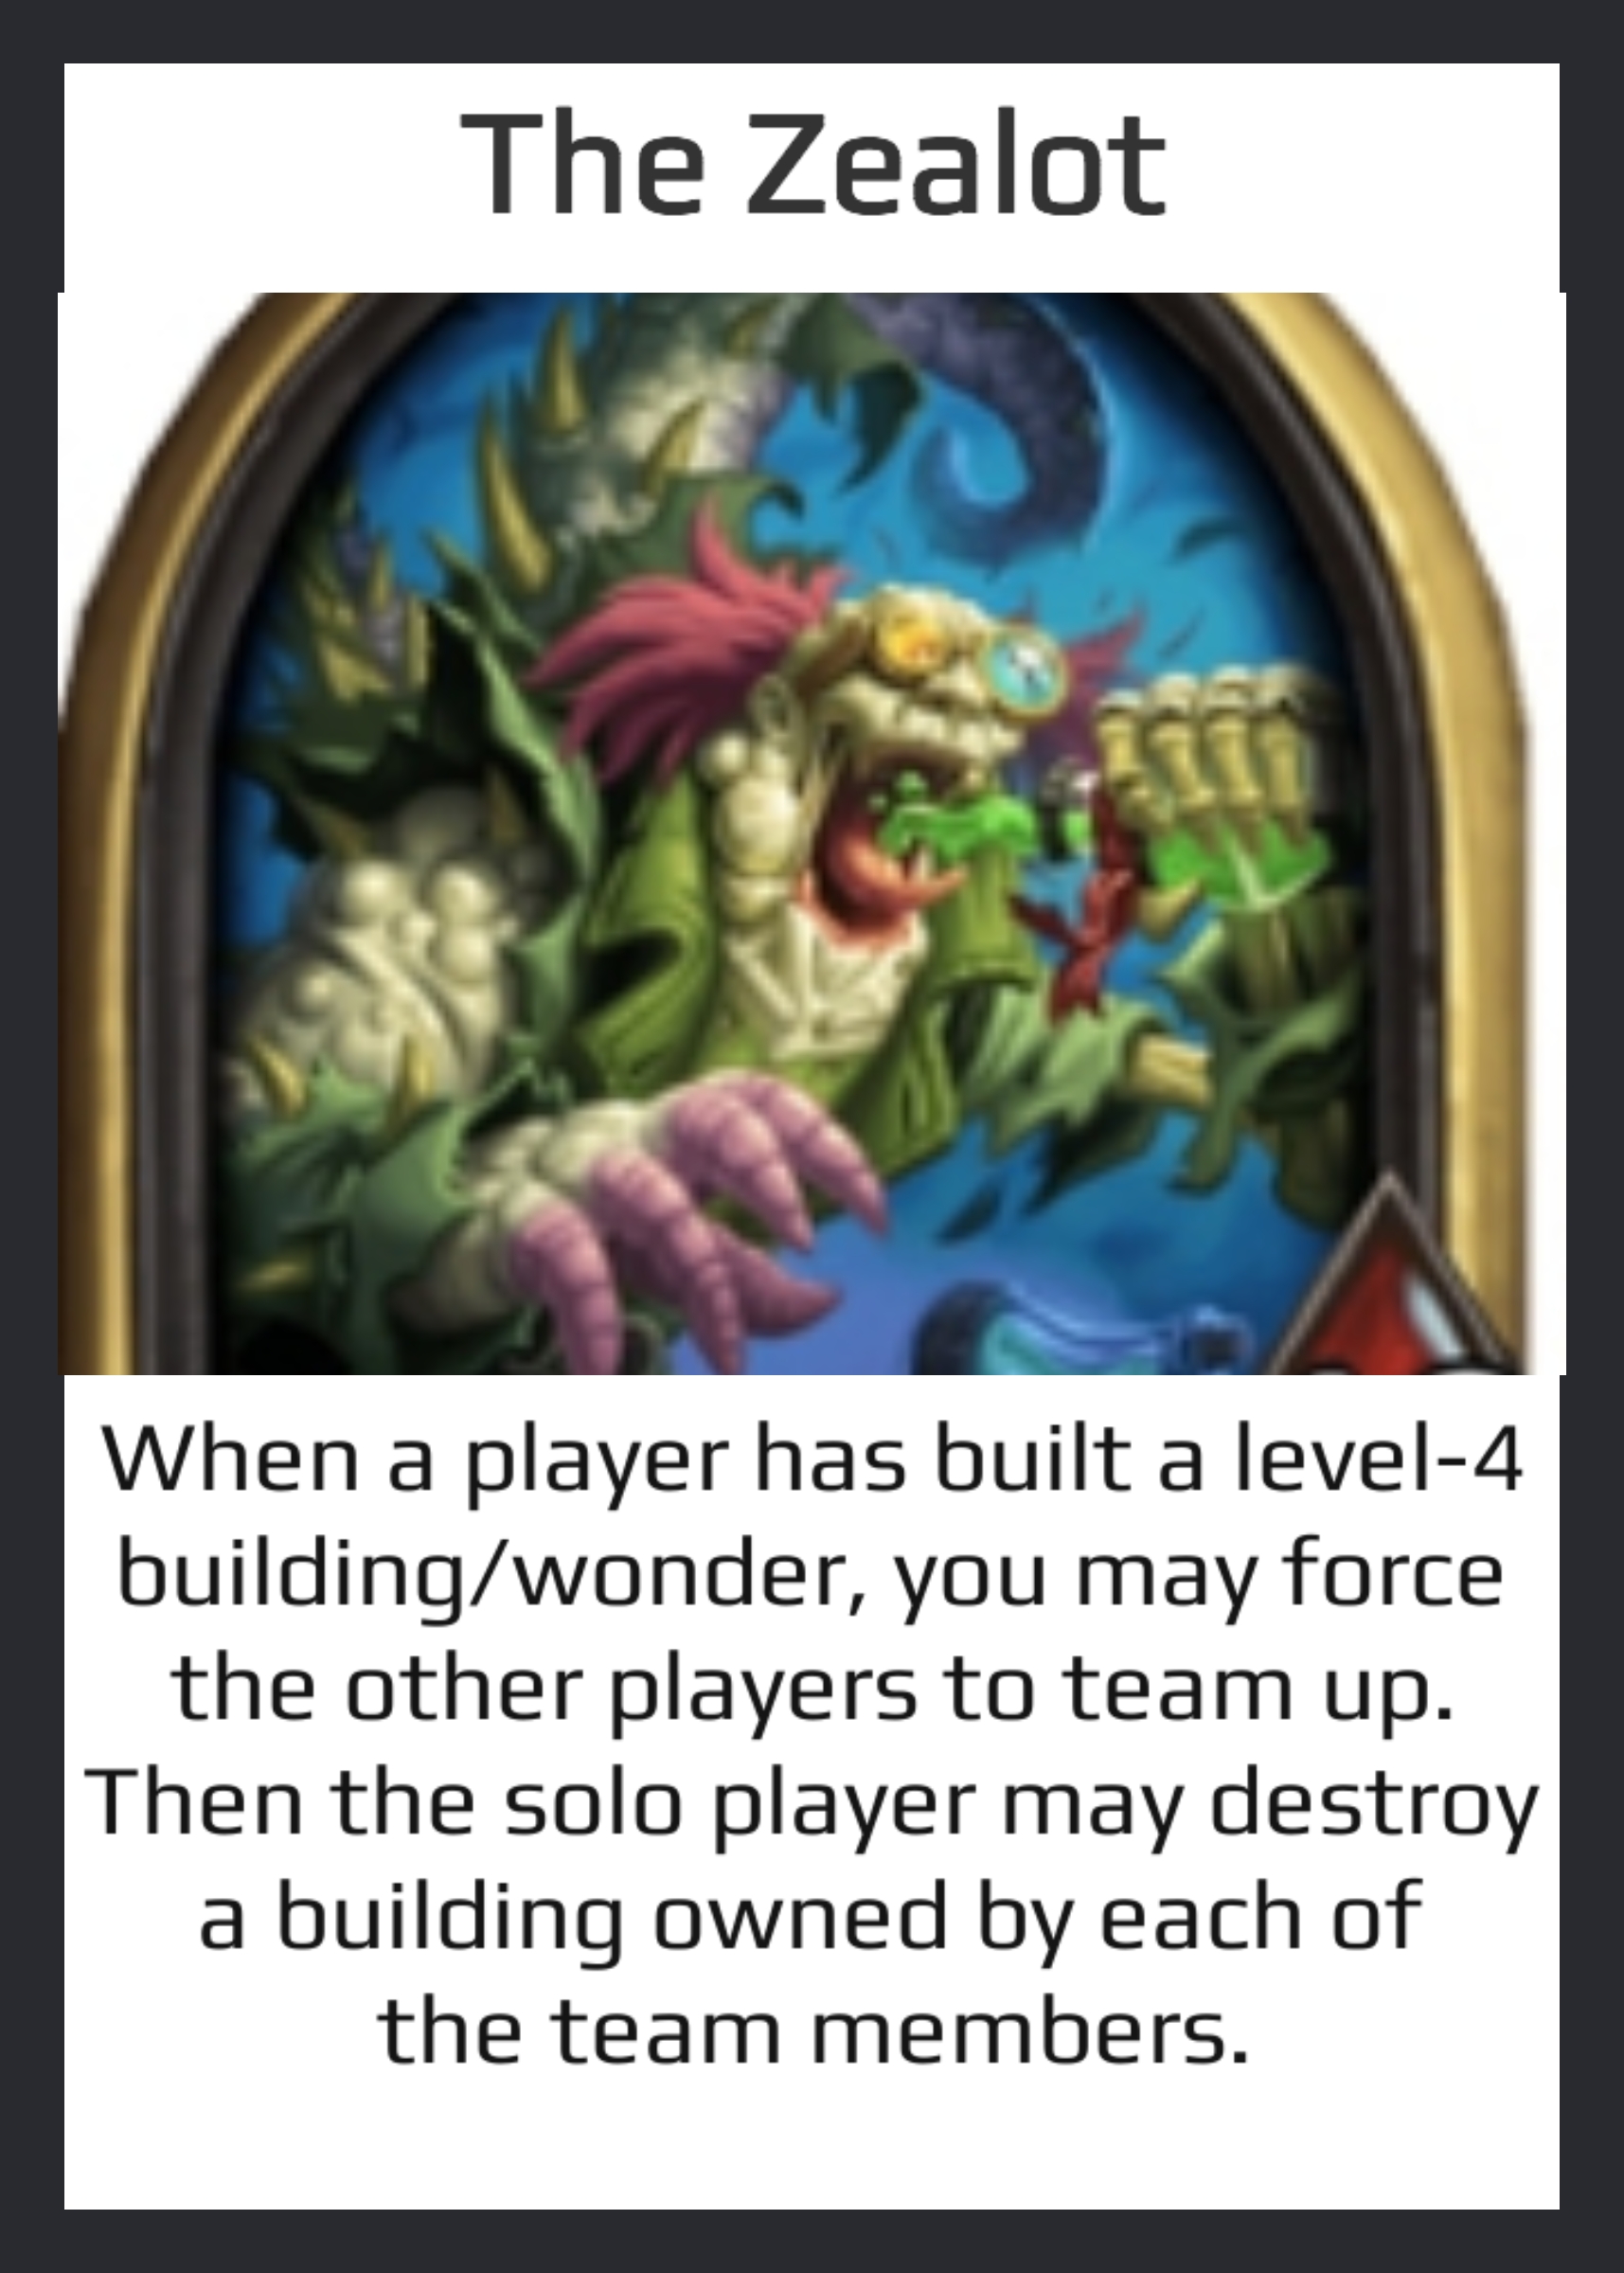 The Zealot
When a player has built a level-4
building/wonder, you may force
the other players to team up.
Then the solo player may destroy
a building owned by each of
the team members.